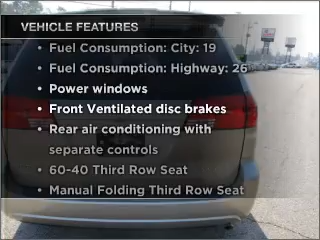 VEHICLE FEATURES
• Fuel Consumption: City: 19
• Fuel Consumption: Highway: 26
• Power windows
• Front Ventilated disc brakes
• Rear air conditioning with
separate controls
• 60-40 Third Row Seat
• Manual Folding Third Row Seat